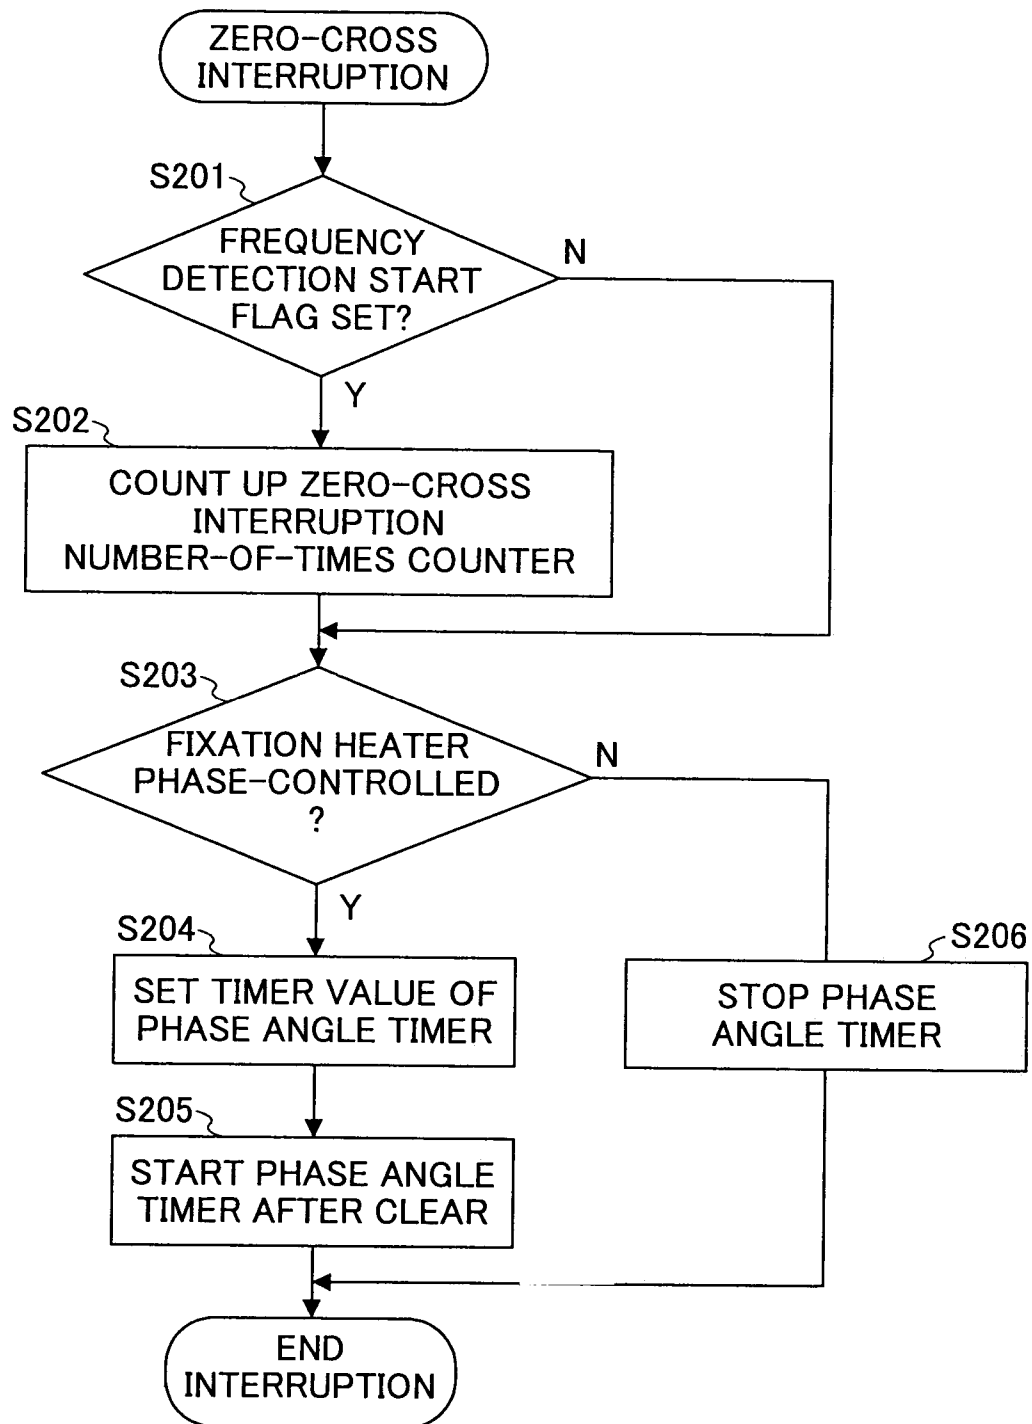 ZERO-CROSS
INTERRUPTION
S201
FREQUENCY
DETECTION START
FLAG SET?
N
Y
S202
COUNT UP ZERO-CROSS
INTERRUPTION
NUMBER-OF-TIMES COUNTER
S203
FIXATION HEATER
PHASE-CONTROLLED
?
N
Y
S204
SET TIMER VALUE OF
PHASE ANGLE TIMER
S206
STOP PHASE
ANGLE TIMER
S205
START PHASE ANGLE
TIMER AFTER CLEAR
END
INTERRUPTION